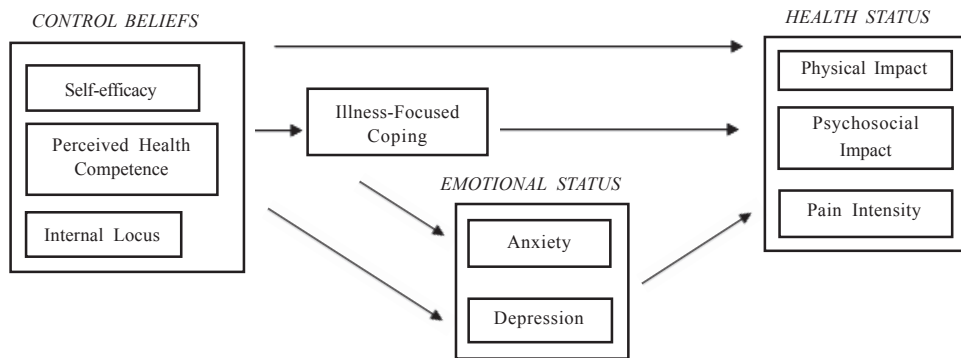 CONTROL BELIEFS
Self-efficacy
Perceived Health
Competence
Internal Locus
Illness-Focused
Coping
EMOTIONAL STATUS
Anxiety
Depression
HEALTH STATUS
Physical Impact
Psychosocial
Impact
Pain Intensity